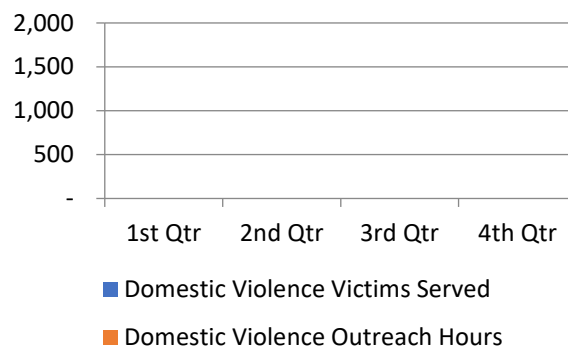 2,000
1,500
1,000
500
-
1st Qtr 2nd Qtr 3rd Qtr 4th Qtr
Domestic Violence Victims Served
Domestic Violence Outreach Hours